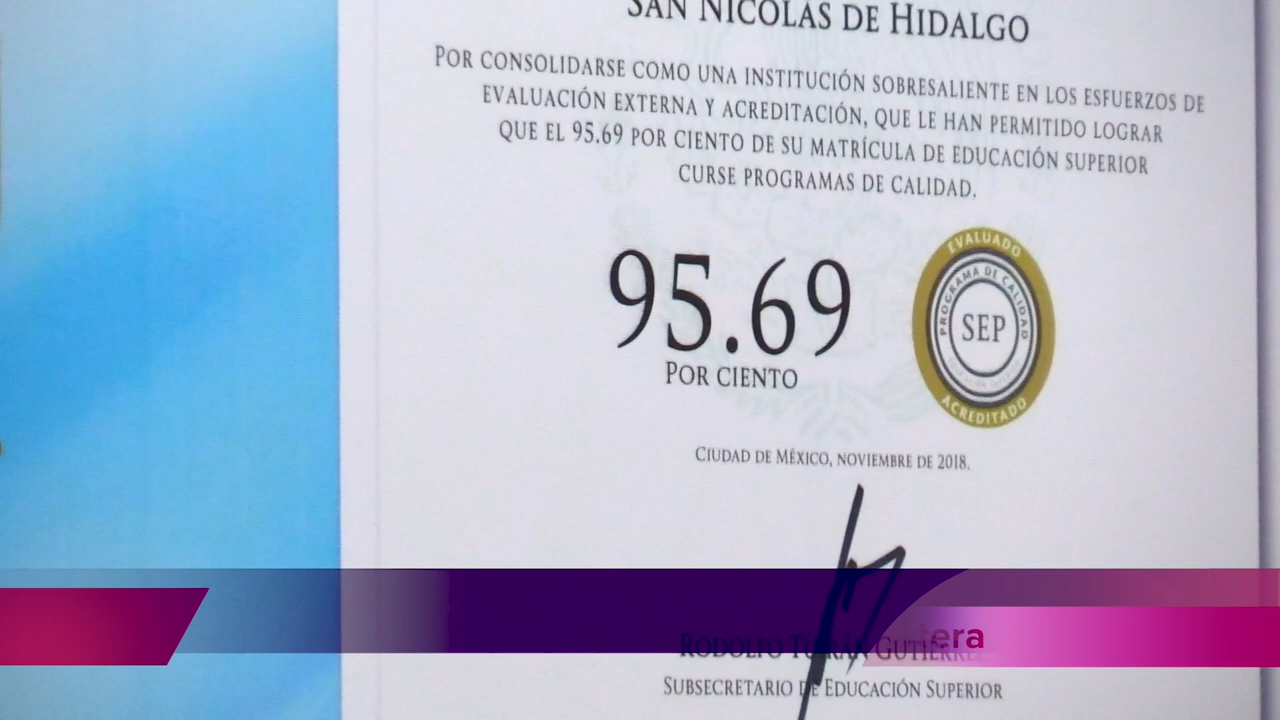 SAN NICOLÁS DE HIDALGO
POR CONSOLIDARSE COMO UNA INSTITUCIÓN SOBRESALIENTE EN LOS ESFUERZOS DE
EVALUACIÓN EXTERNA Y ACREDITACIÓN, QUE LE HAN PERMITIDO LOGRAR
QUE EL 95.69 POR CIENTO DE SU MATRÍCULA DE EDUCACIÓN SUPERIOR
CURSE PROGRAMAS DE CALIDAD.
95.69
POR CIENTO
EVALUADO
PROGRAMA DE CALIDAD
SEP
EDUCACIÓN SUPERIOR
ACREDITADO
CIUDAD DE MÉXICO, NOVIEMBRE DE 2018.
RODOLFO
SUBSECRETARIO DE EDUCACIÓN SUPERIOR